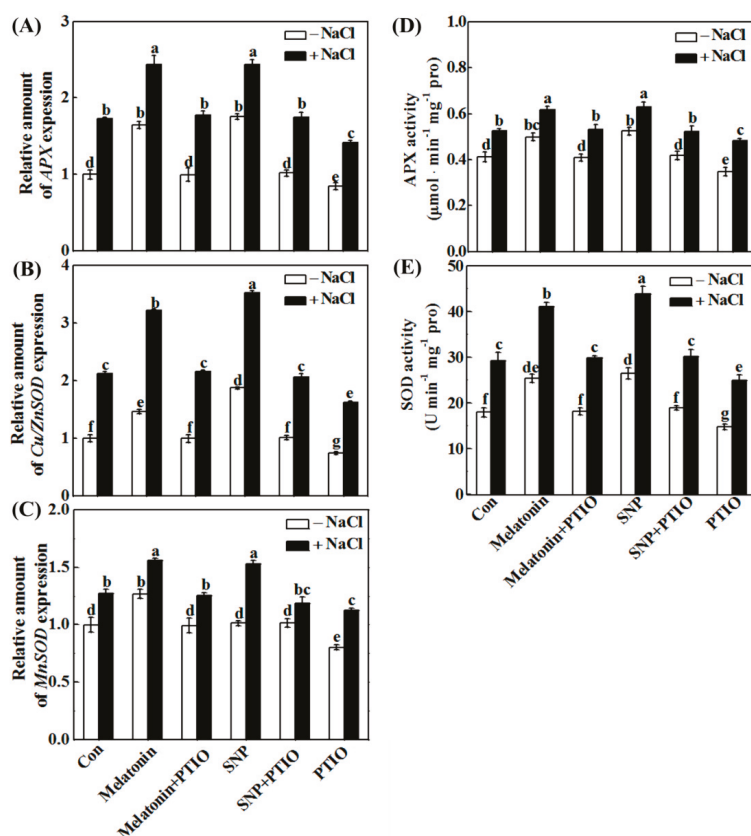 (A)
Relative amount
of APX expession
3
2
1
0
– NaCl
+ NaCl
d b b a d b b a d b e c
(B)
Relative amount
of Cu/ZnSOD expression
4
3
2
1
0
– NaCl
+ NaCl
f c e b f c d a f c g e
(C)
Relative amount
of MnSOD expression
2.0
1.5
1.0
0.5
0.0
– NaCl
+ NaCl
d b b a d b d a d bc e c
Con
Melatonin
Melatonin+PTIO
SNP
SNP+PTIO
PTIO
(D)
APX activity
(μmol · min-1 mg-1 pro)
1.0
0.8
0.6
0.4
0.2
0.0
– NaCl
+ NaCl
d b bc a d b b a d b e c
(E)
SOD activity
(U min-1 mg-1 pro)
50
40
30
20
10
0
– NaCl
+ NaCl
f c de b f c d a f c g e
Con
Melatonin
Melatonin+PTIO
SNP
SNP+PTIO
PTIO